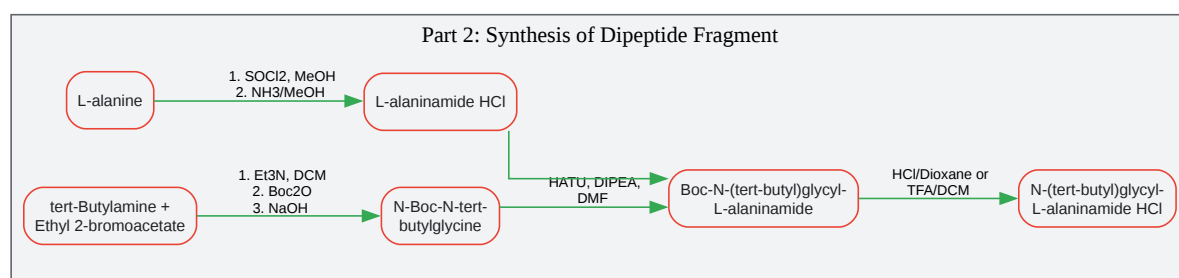 Part 2: Synthesis of Dipeptide Fragment
L-alanine
1. SOCl2, MeOH
2. NH3/MeOH
L-alaninamide HCl
tert-Butylamine +
Ethyl 2-bromoacetate
1. Et3N, DCM
2. Boc2O
3. NaOH
N-Boc-N-tert-
butylglycine
HATU, DIPEA,
DMF
Boc-N-(tert-butyl)glycyl-
L-alaninamide
HCl/Dioxane or
TFA/DCM
N-(tert-butyl)glycyl-
L-alaninamide HCl